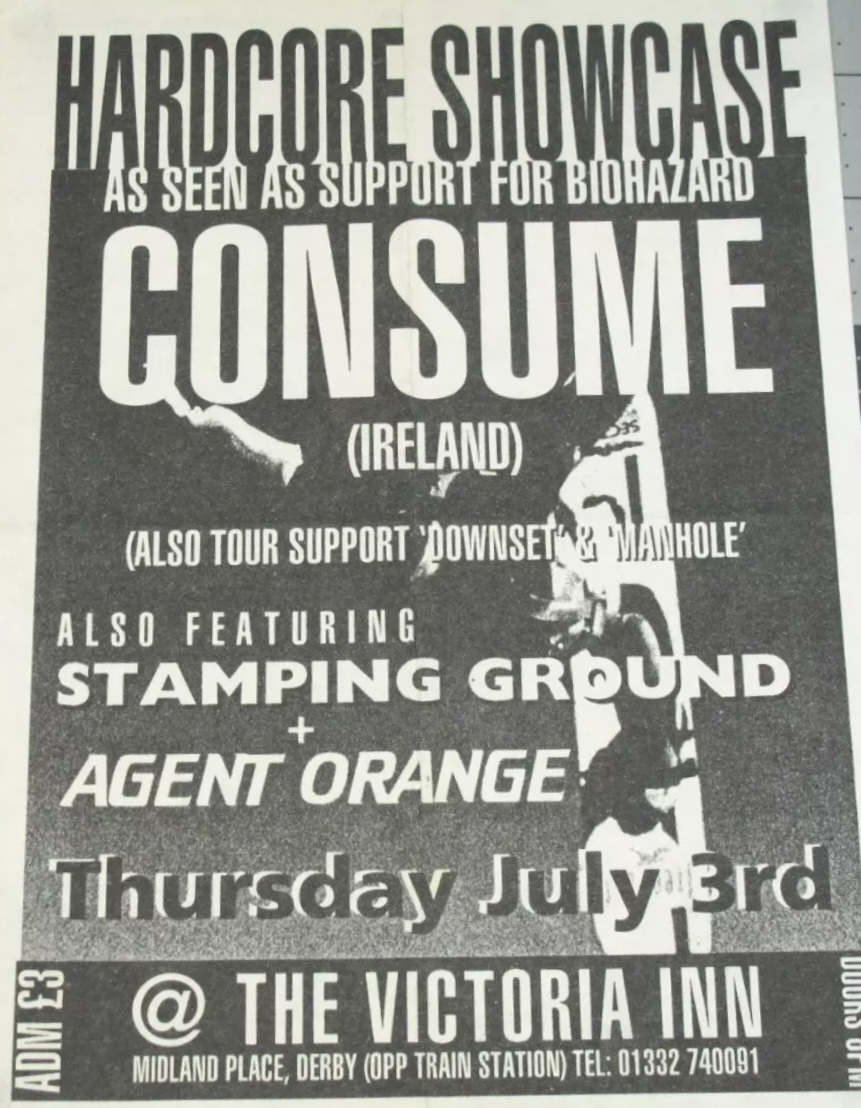 HARDCORE SHOWCASE
AS SEEN AS SUPPORT FOR BIOHAZARD
CONSUME
(IRELAND)
(ALSO TOUR SUPPORT 'DOWNSET' & 'MANHOLE'
ALSO FEATURING
STAMPING GROUND
+
AGENT ORANGE
Thursday July 3rd
ADM £3
@ THE VICTORIA INN
MIDLAND PLACE, DERBY (OPP TRAIN STATION) TEL: 01332 740091
DOORS